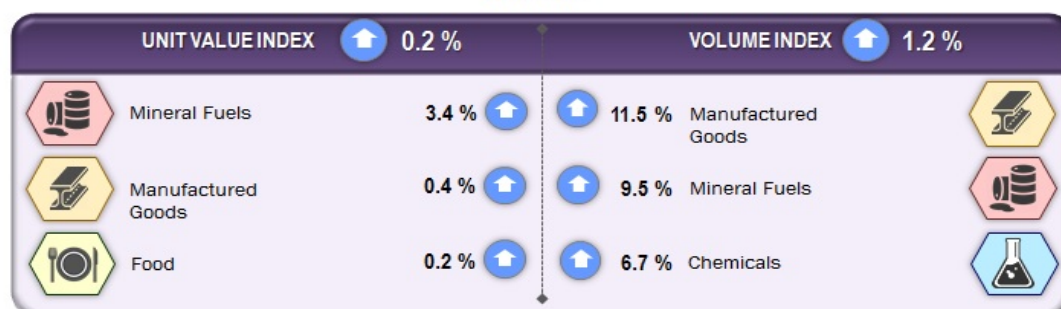 UNIT VALUE INDEX 0.2 %
VOLUME INDEX 1.2 %
Mineral Fuels 3.4 %
Manufactured
Goods
0.4 %
Food 0.2 %
11.5 % Manufactured
Goods
9.5 % Mineral Fuels
6.7 % Chemicals